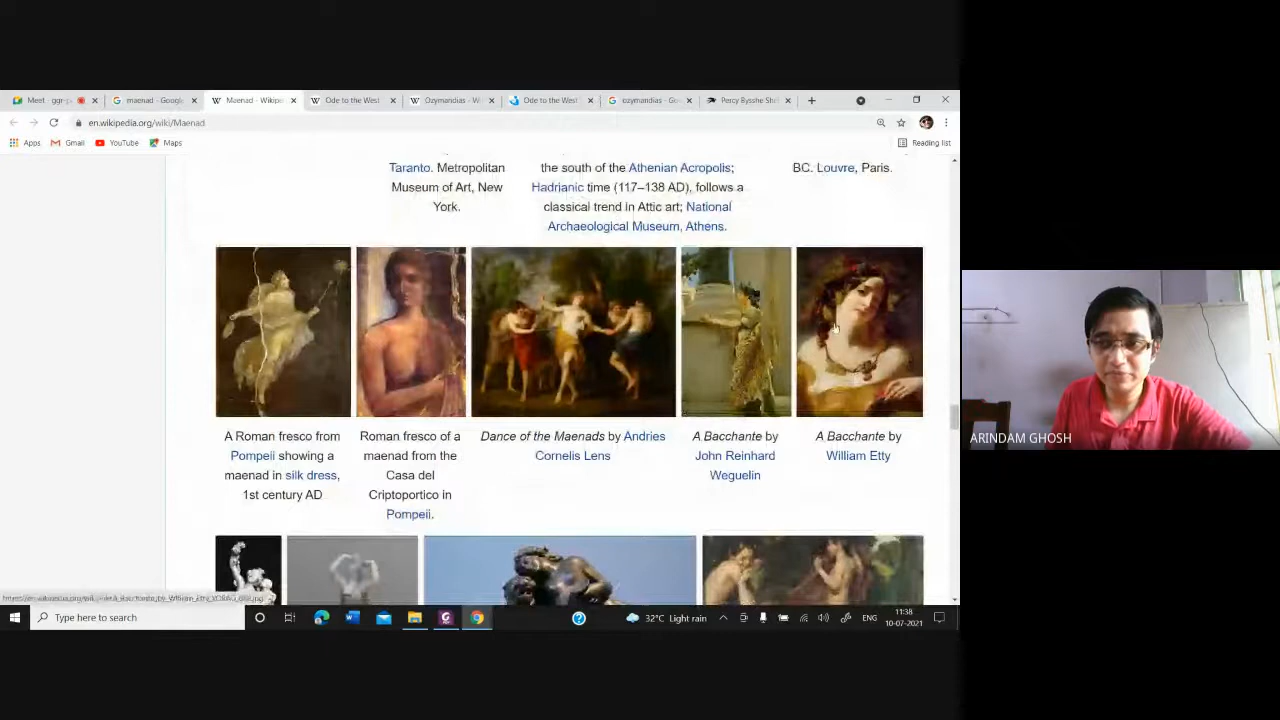 Meet - ggr-
maenad - Google
Maenad - Wikipe
Ode to the West
Ozymandias - Wi
Ode to the West
ozymandias - Go
Percy Bysshe She
en.wikipedia.org/wiki/Maenad
Apps
Gmail
YouTube
Maps
Reading list
Taranto. Metropolitan
Museum of Art, New
York.
the south of the Athenian Acropolis;
Hadrianic time (117–138 AD), follows a
classical trend in Attic art; National
Archaeological Museum, Athens.
BC. Louvre, Paris.
A Roman fresco from
Pompeii showing a
maenad in silk dress,
1st century AD
Roman fresco of a
maenad from the
Casa del
Criptoportico in
Pompeii.
Dance of the Maenads by Andries
Cornelis Lens
A Bacchante by
John Reinhard
Weguelin
A Bacchante by
William Etty
ARINDAM GHOSH
Type here to search
32°C Light rain
ENG
11:38
10-07-2021